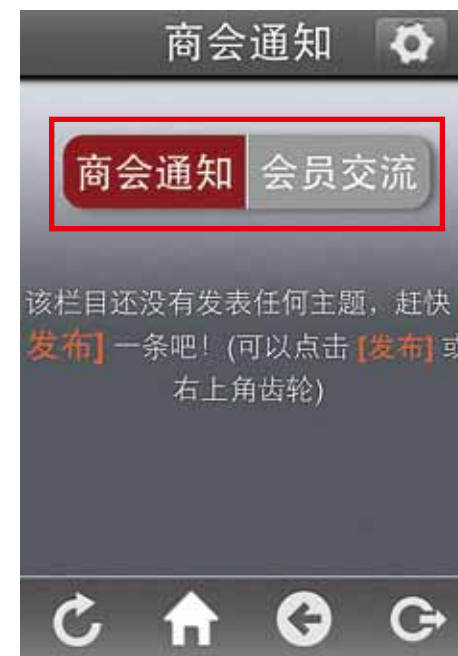 商会通知
商会通知 会员交流
该栏目还没有发表任何主题，赶快
发布] 一条吧！(可以点击 [发布] 或
右上角齿轮)